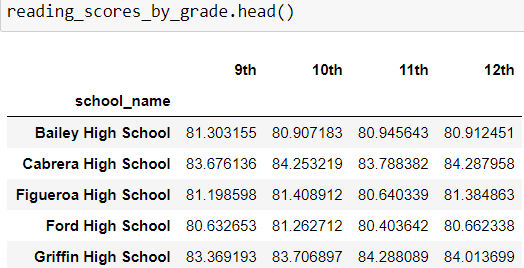 reading_scores_by_grade.head()
9th 10th 11th 12th
school_name
Bailey High School 81.303155 80.907183 80.945643 80.912451
Cabrera High School 83.676136 84.253219 83.788382 84.287958
Figueroa High School 81.198598 81.408912 80.640339 81.384863
Ford High School 80.632653 81.262712 80.403642 80.662338
Griffin High School 83.369193 83.706897 84.288089 84.013699